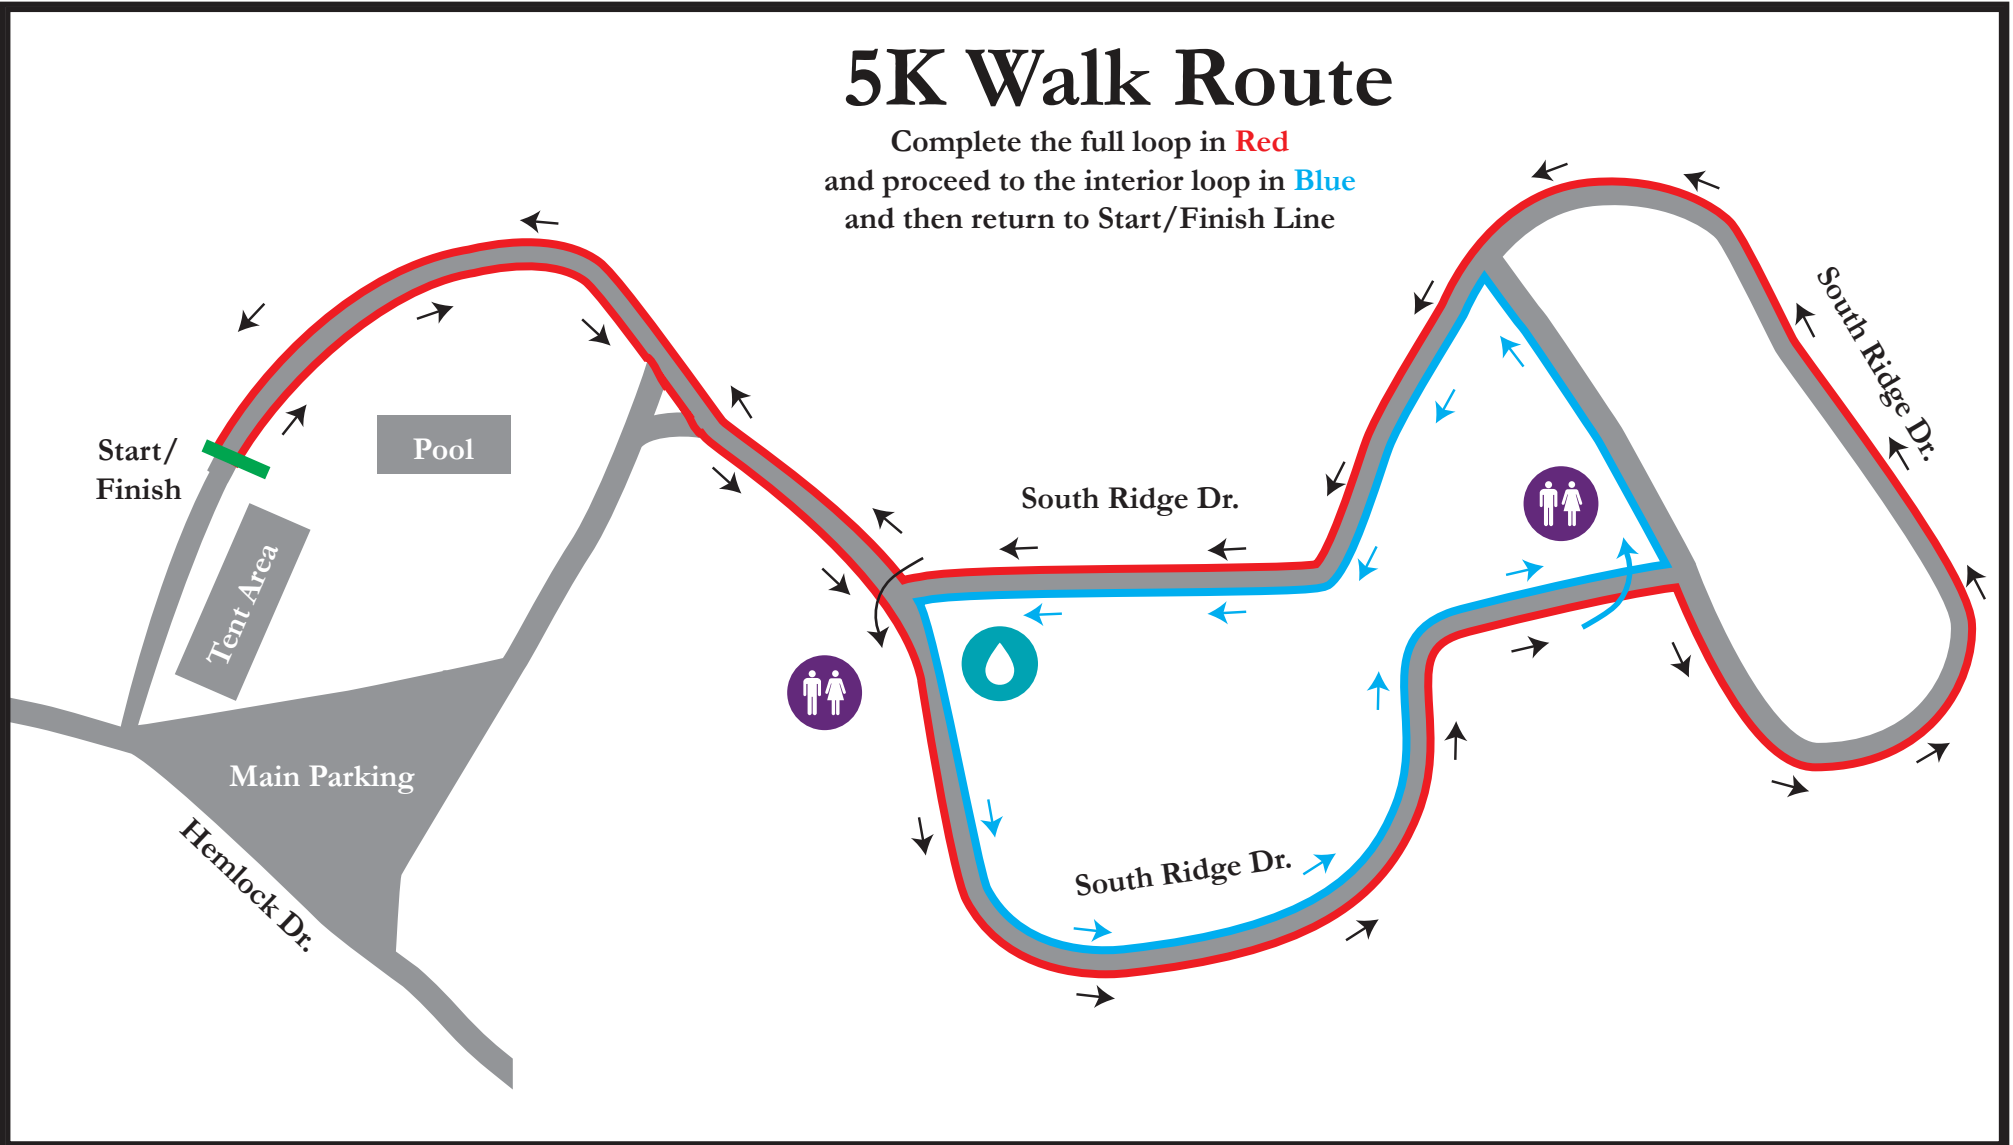 5K Walk Route
Complete the full loop in Red
and proceed to the interior loop in Blue
and then return to Start/Finish Line
South Ridge Dr.
Start/
Finish
Pool
South Ridge Dr.
Tent Area
Main Parking
Hemlock Dr.
South Ridge Dr.